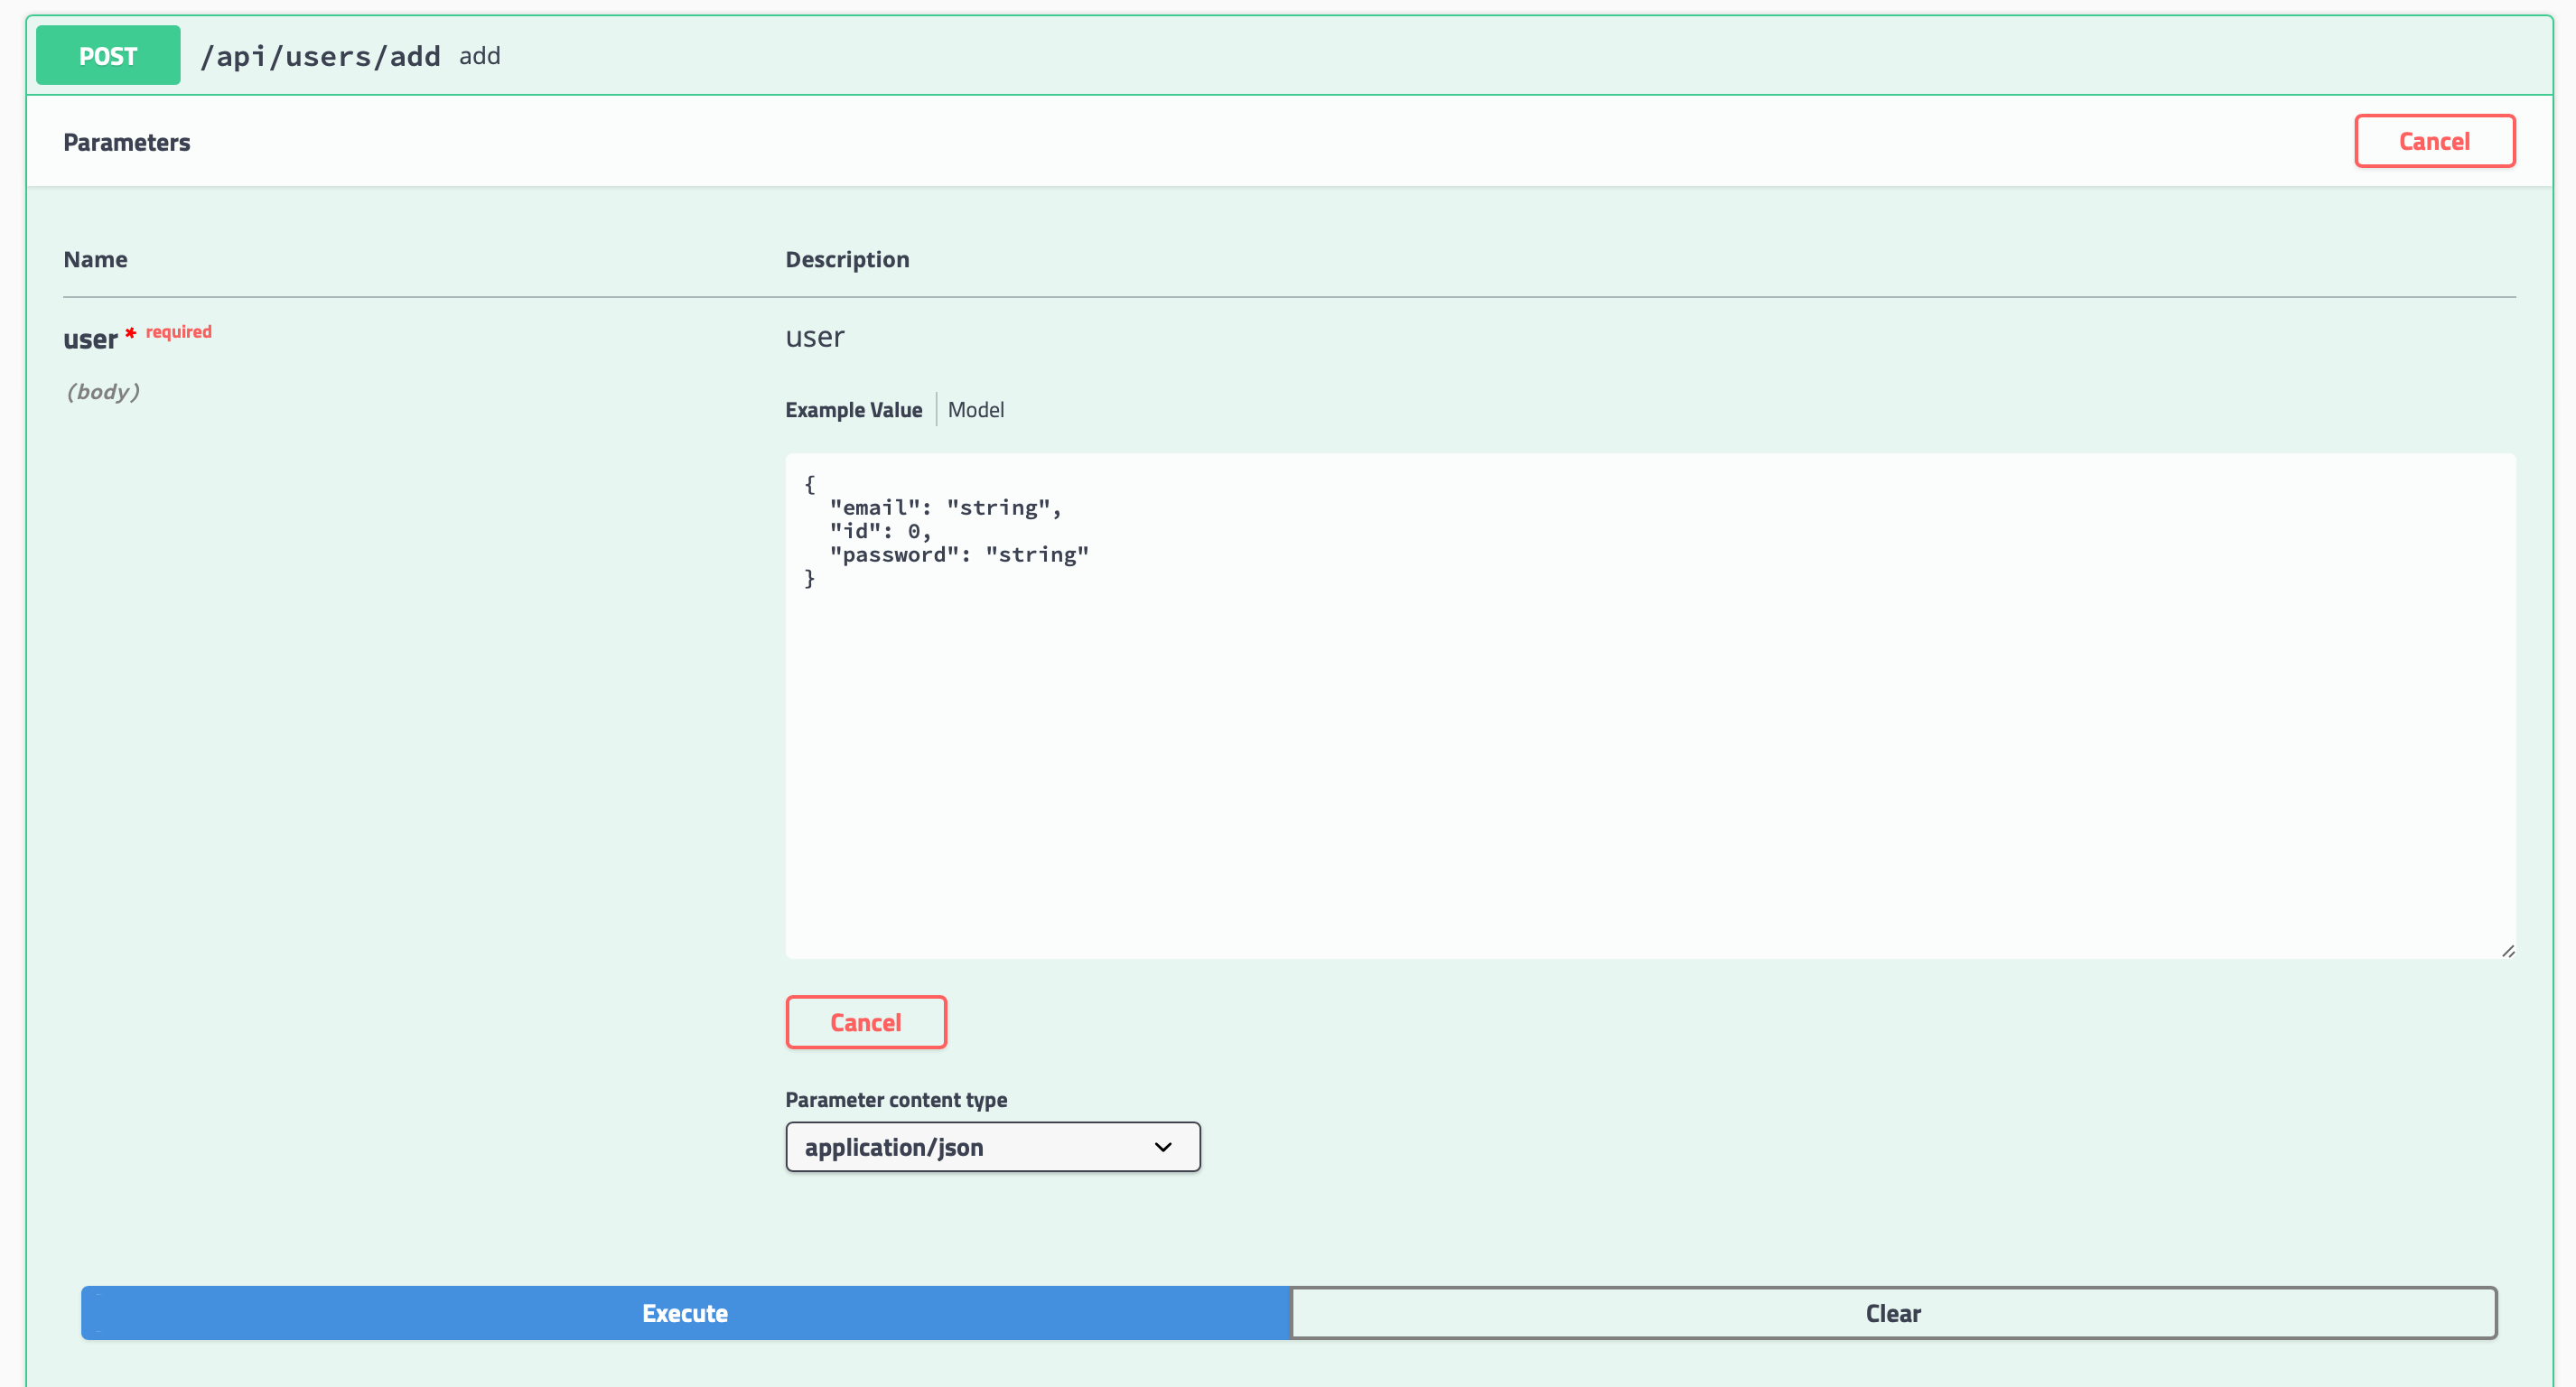 POST /api/users/add add
Parameters Cancel
Name Description
user * required user
(body)
Example Value Model
{
  "email": "string",
  "id": 0,
  "password": "string"
}
Cancel
Parameter content type
application/json
Execute Clear